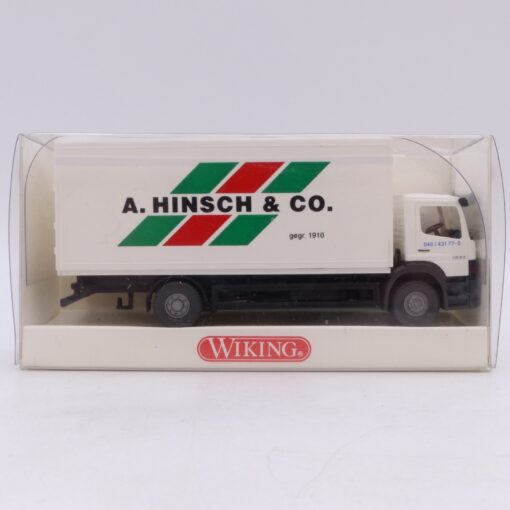 A. HINSCH & CO.
gegr. 1910
040 / 431 77-0
WIKING®